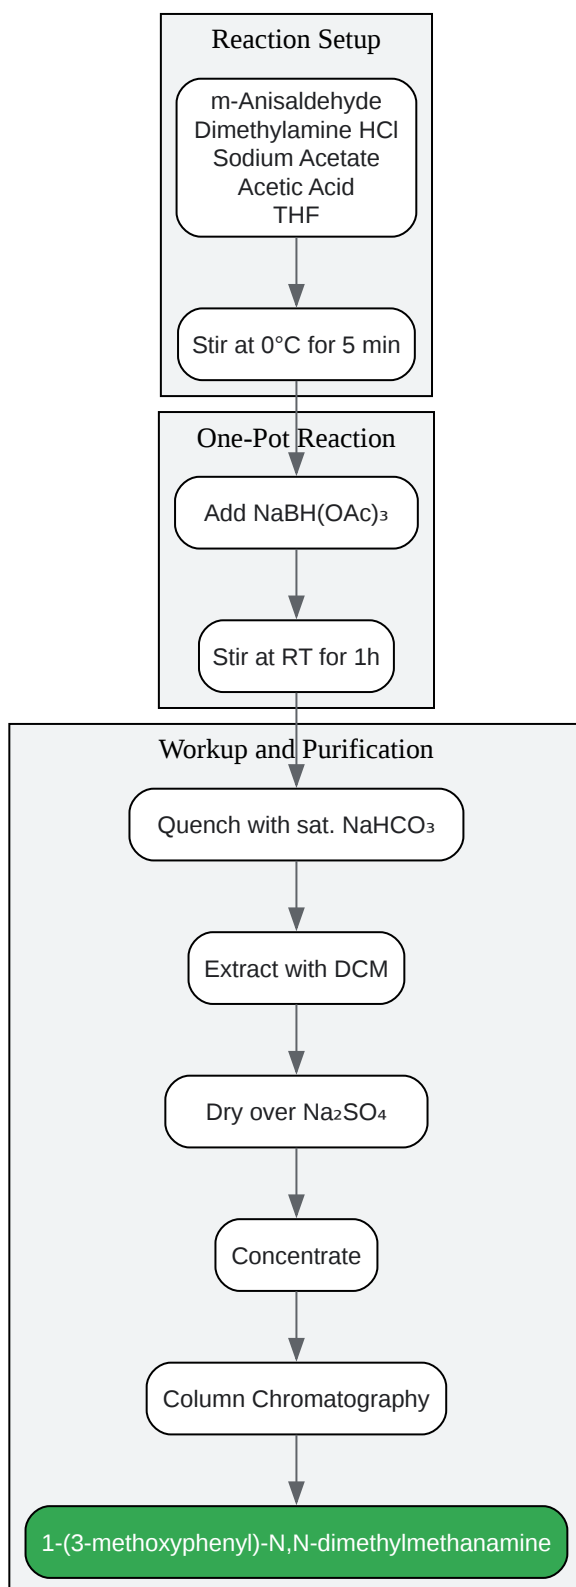 Reaction Setup
m-Anisaldehyde
Dimethylamine HCl
Sodium Acetate
Acetic Acid
THF
Stir at 0°C for 5 min
One-Pot Reaction
Add NaBH(OAc)₃
Stir at RT for 1h
Workup and Purification
Quench with sat. NaHCO₃
Extract with DCM
Dry over Na₂SO₄
Concentrate
Column Chromatography
1-(3-methoxyphenyl)-N,N-dimethylmethanamine